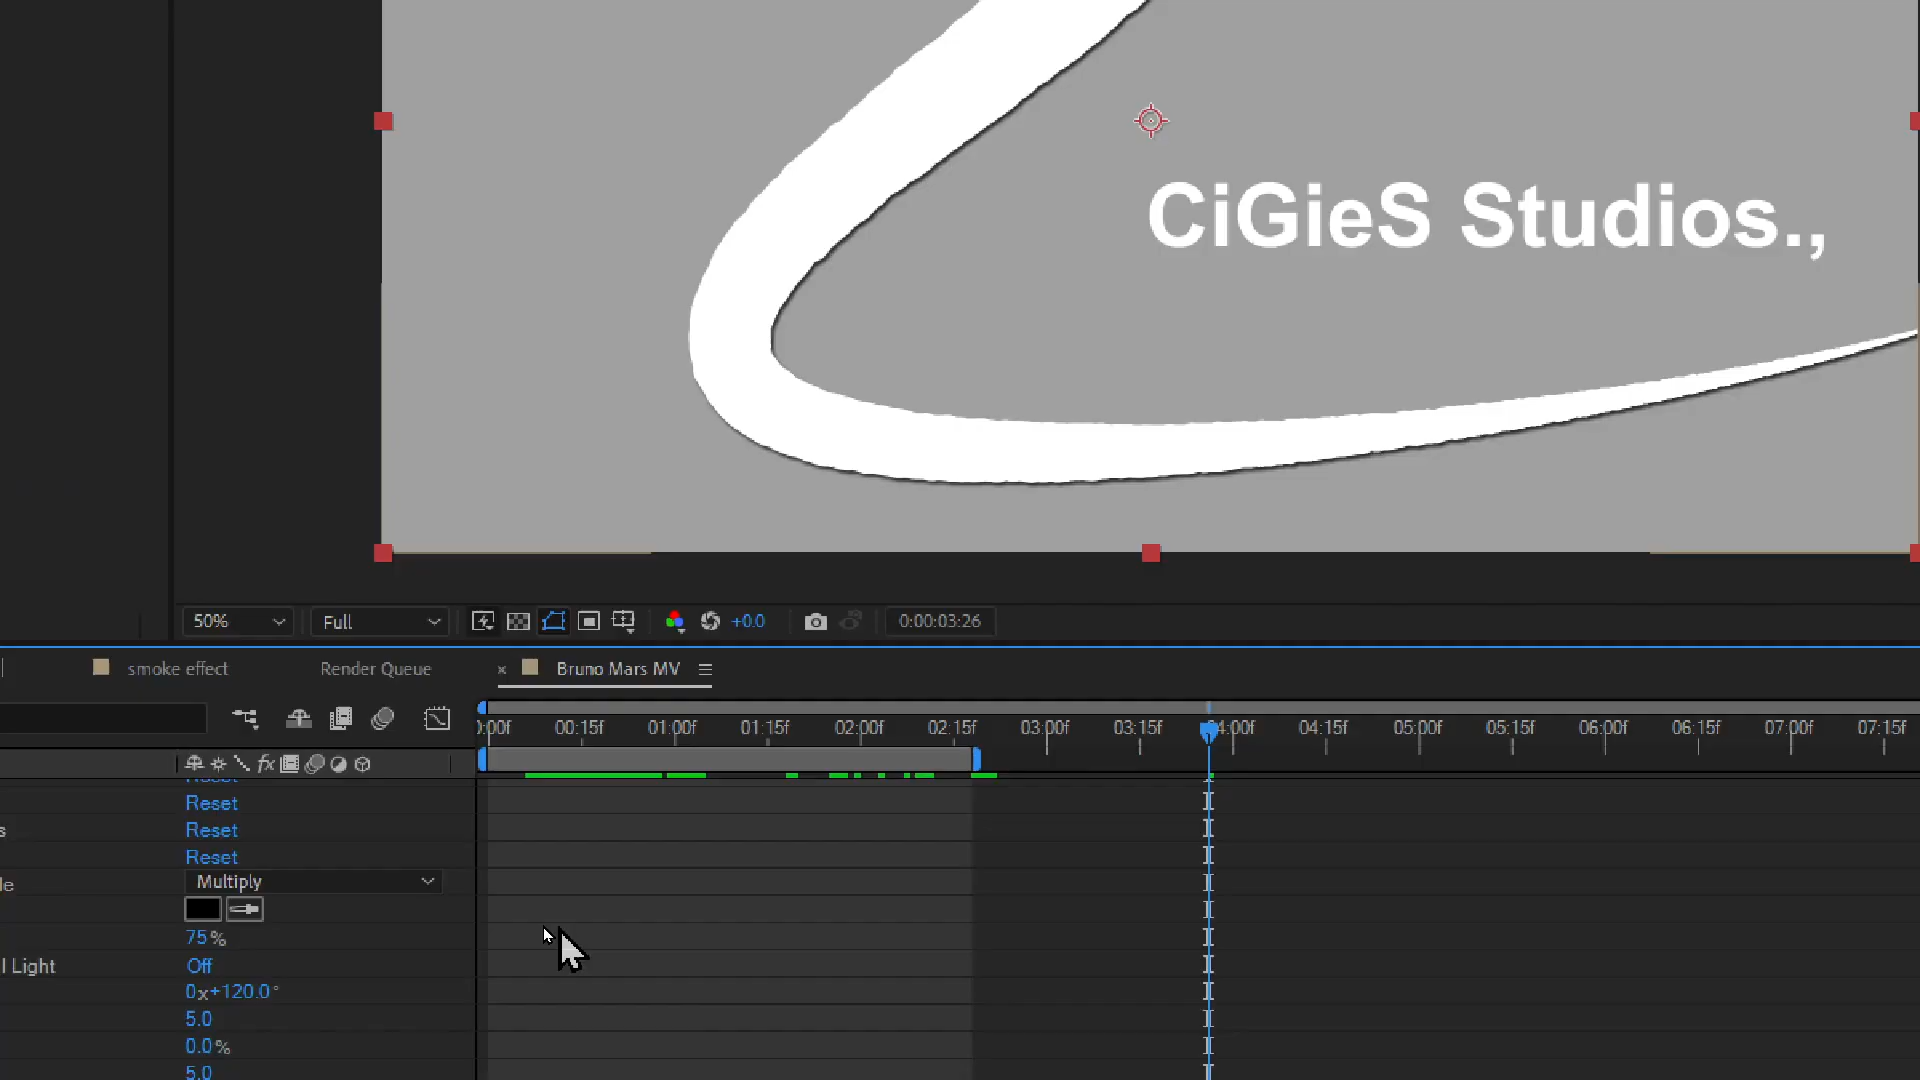 CiGieS Studios.,
50%
Full
+0.0
0:00:03:26
smoke effect
Render Queue
× Bruno Mars MV
00:15f 01:00f 01:15f 02:00f 02:15f 03:00f 03:15f 04:00f 04:15f 05:00f 05:15f 06:00f 06:15f 07:00f 07:15f
fx
Reset
Reset
Reset
Reset
Multiply
75%
l Light
Off
0x+120.0°
5.0
0.0%
5.0